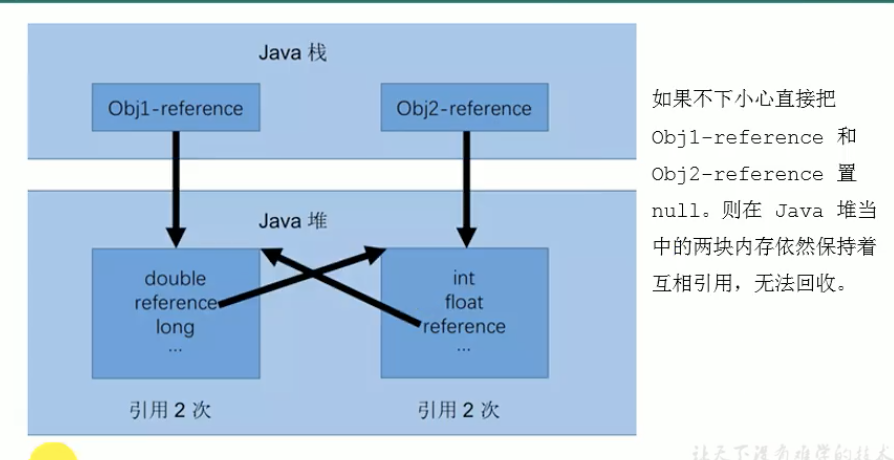 Java 栈
Obj1-reference
Obj2-reference
Java 堆
double
reference
long
...
int
float
reference
...
引用 2 次
引用 2 次
如果不下小心直接把
Obj1-reference 和
Obj2-reference 置
null。则在 Java 堆当
中的两块内存依然保持着
互相引用，无法回收。
让天下没有难学的技术